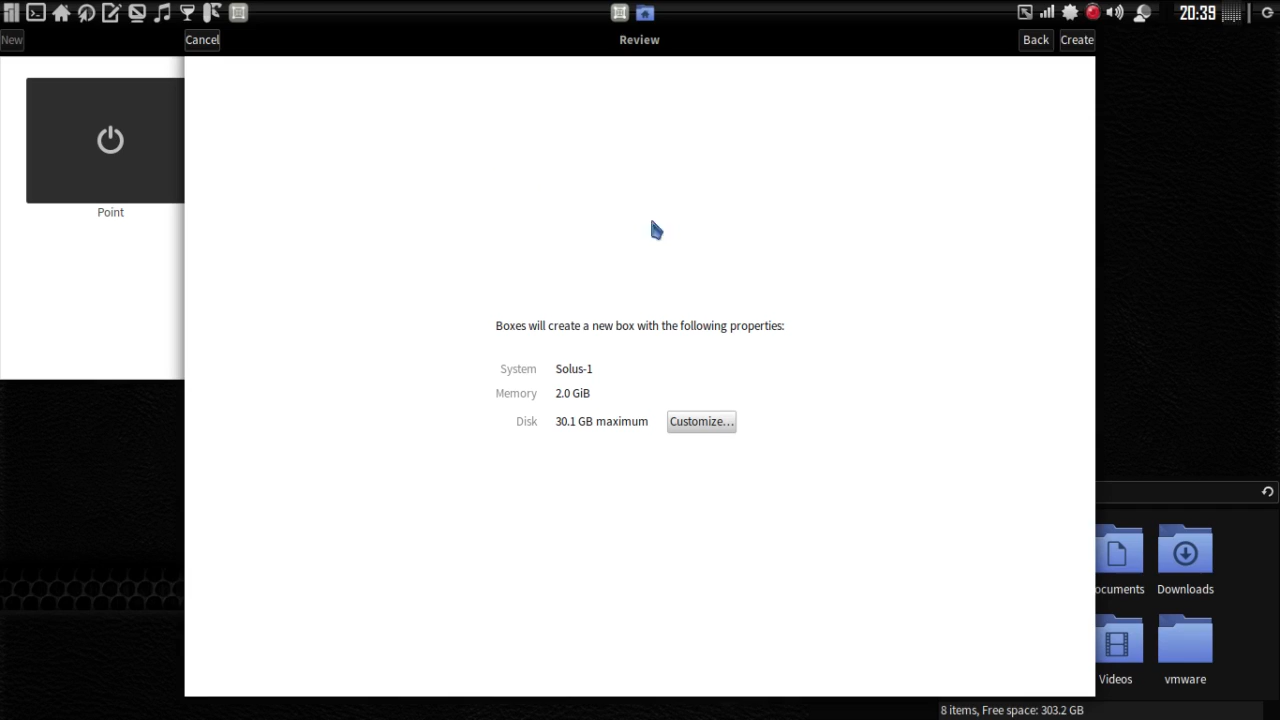 20:39
New
Cancel
Review
Back
Create
Point
Boxes will create a new box with the following properties:
System Solus-1
Memory 2.0 GiB
Disk 30.1 GB maximum Customize...
ocuments Downloads
Videos vmware
8 items, Free space: 303.2 GB